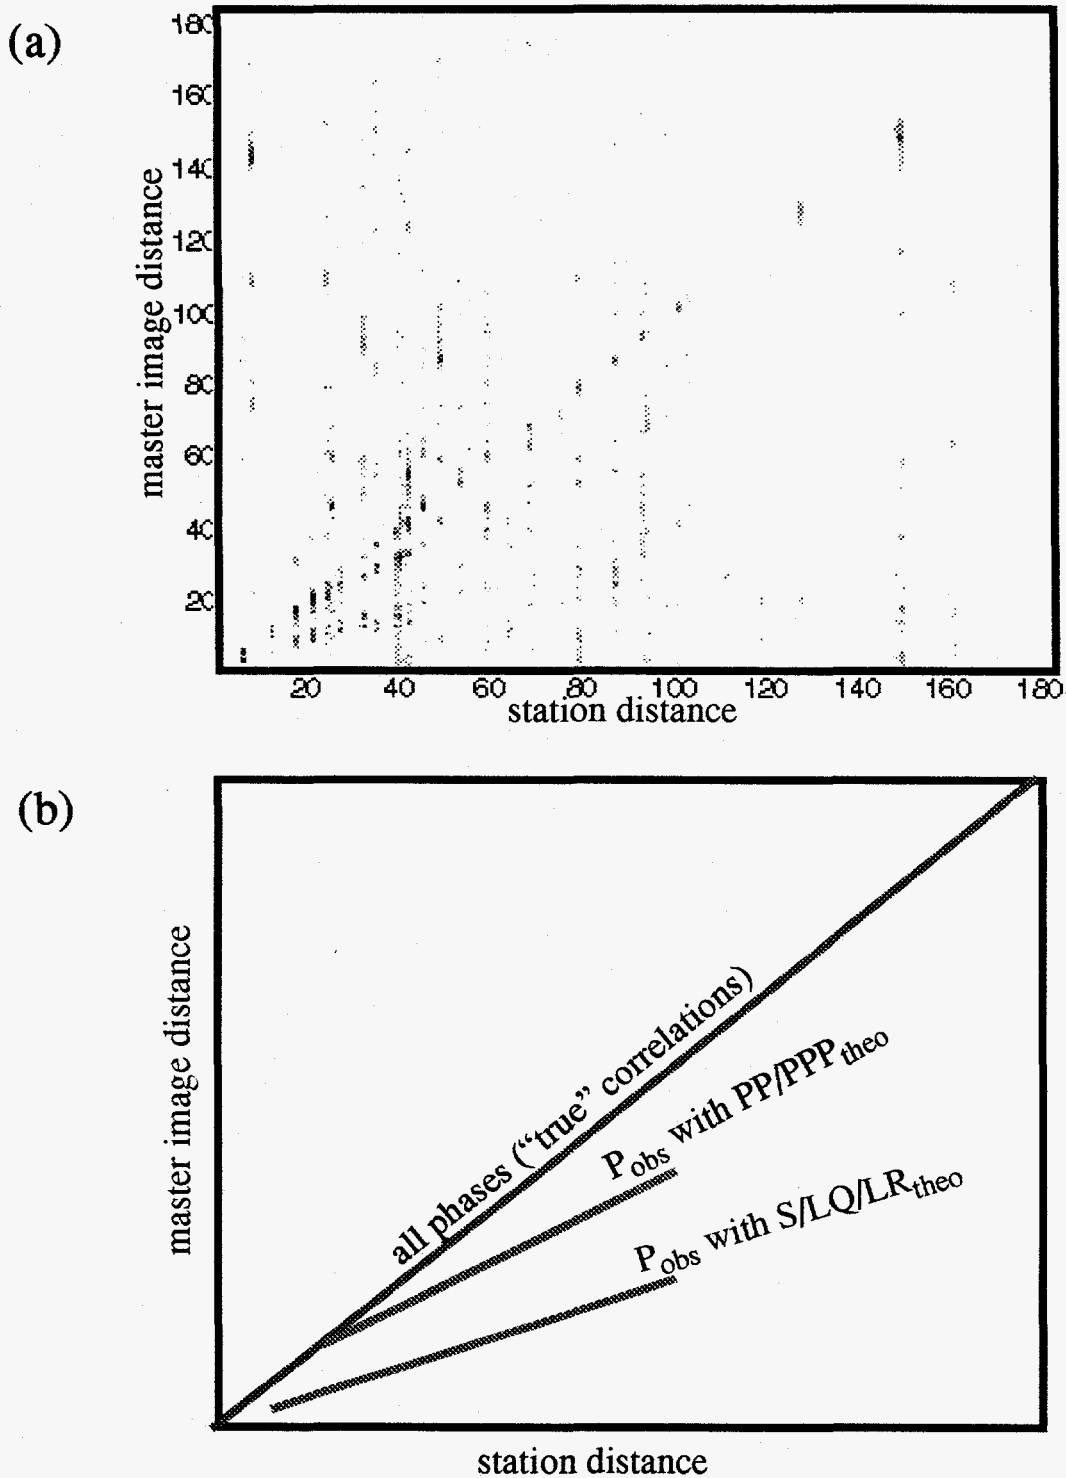 (a)
180
160
140
120
100
80
60
40
20
master image distance
20 40 60 80 100 120 140 160 180
station distance
(b)
master image distance
all phases (“true” correlations)
Pobs with PP/PPPtheo
Pobs with S/LQ/LRtheo
station distance